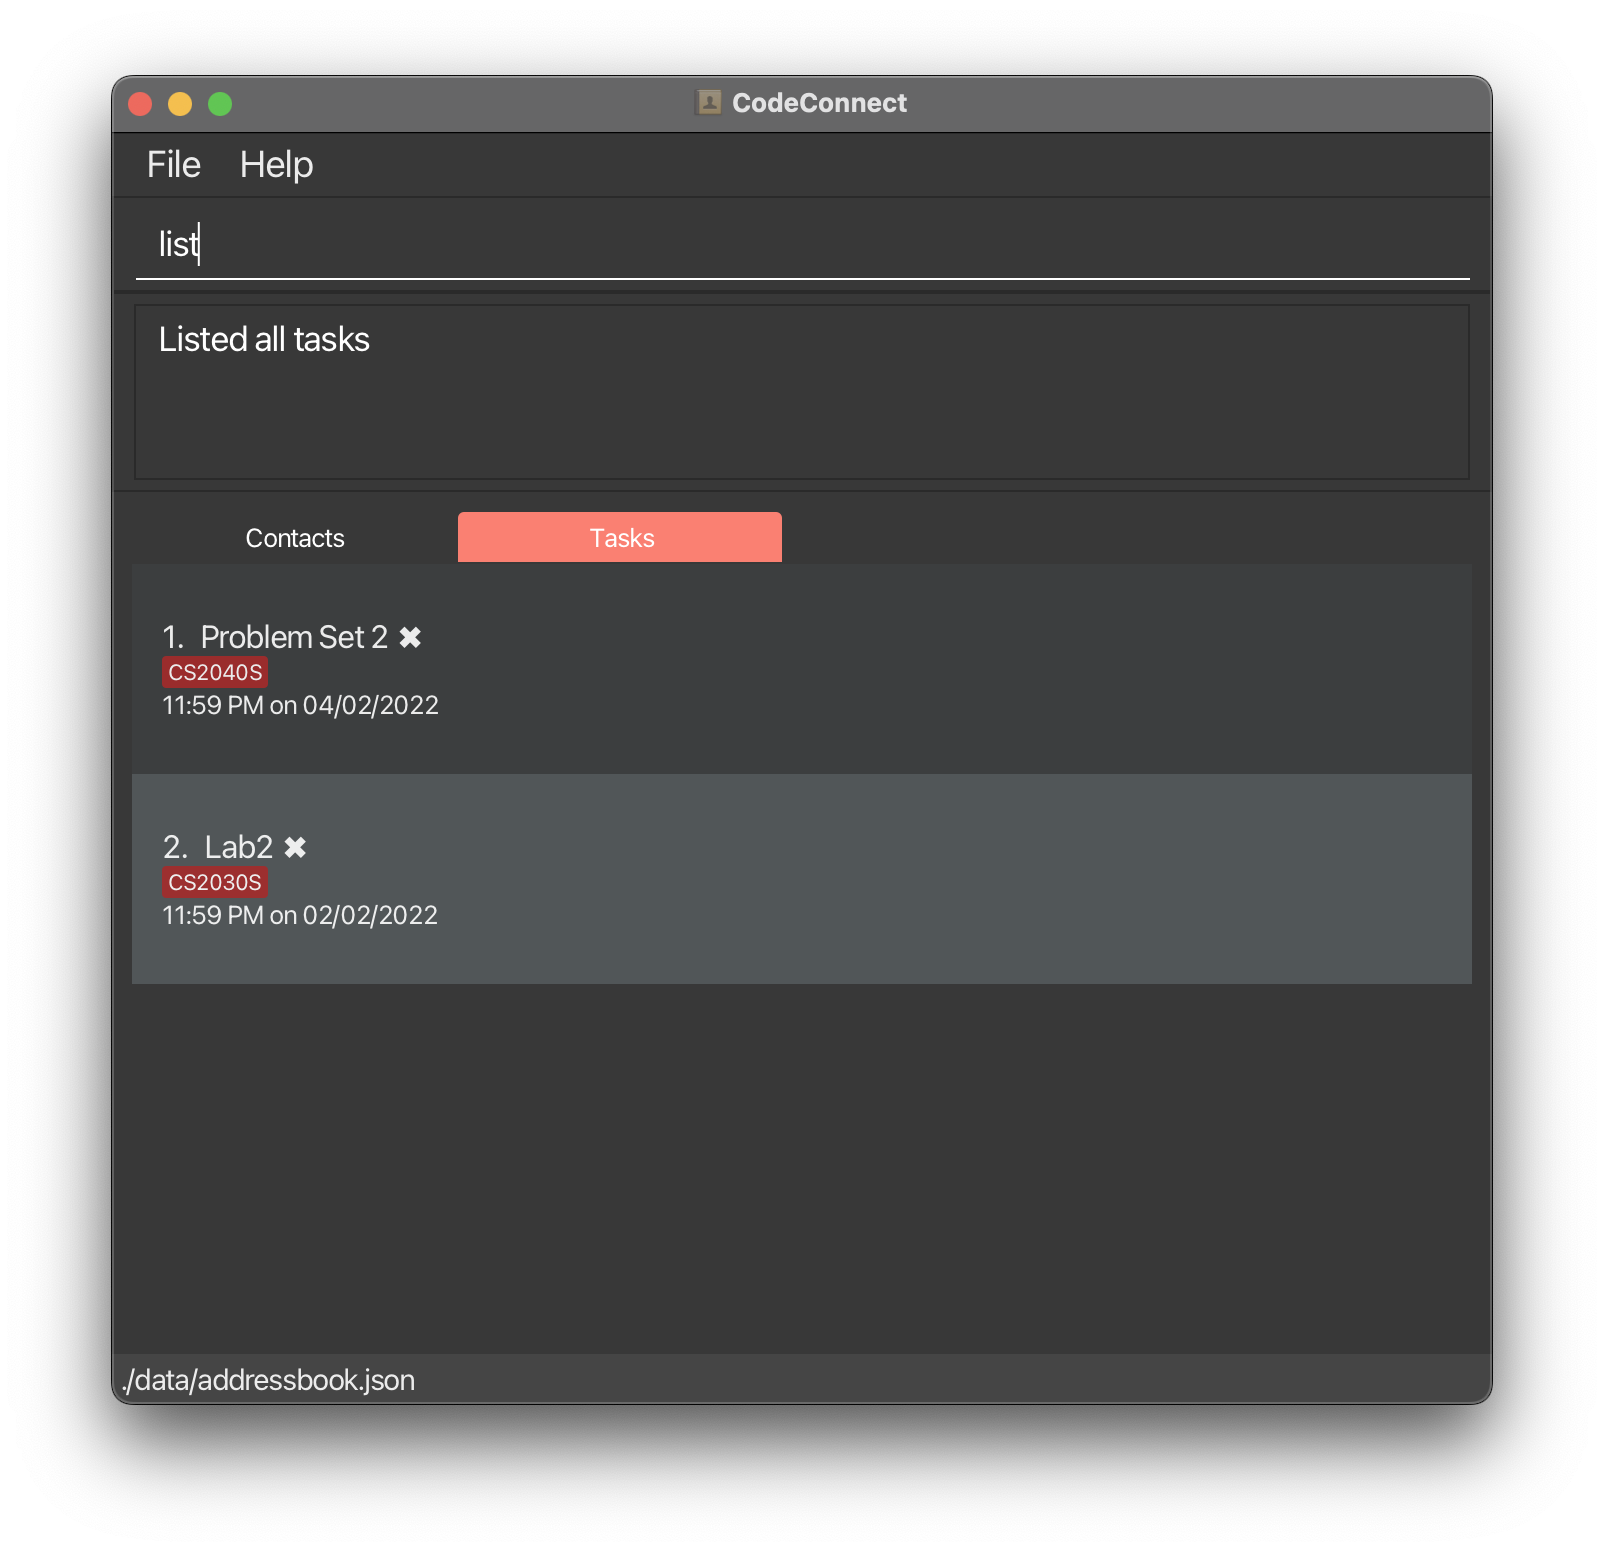 CodeConnect
File Help
list
Listed all tasks
Contacts Tasks
1. Problem Set 2 ✖
CS2040S
11:59 PM on 04/02/2022
2. Lab2 ✖
CS2030S
11:59 PM on 02/02/2022
./data/addressbook.json